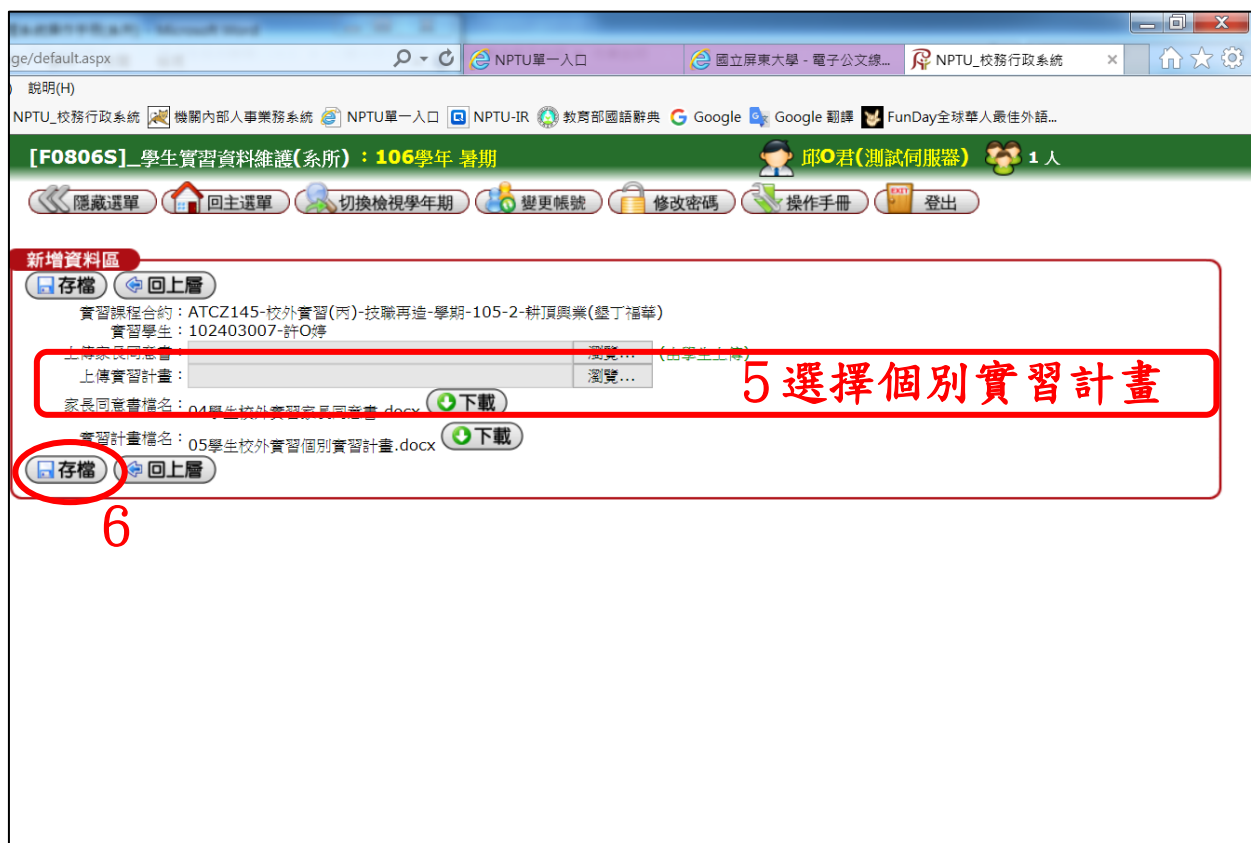 ge/default.aspx
NPTU單一入口
國立屏東大學 - 電子公文線...
NPTU_校務行政系統
說明(H)
NPTU_校務行政系統 機關內部人事業務系統 NPTU單一入口 NPTU-IR 教育部國語辭典 Google Google 翻譯 FunDay全球華人最佳外語...
[F0806S]_學生實習資料維護(系所)：106學年 暑期
邱O君(測試伺服器) 1 人
隱藏選單 回主選單 切換檢視學年期 變更帳號 修改密碼 操作手冊 登出
新增資料區
存檔 回上層
實習課程合約：ATCZ145-校外實習(丙)-技職再造-學期-105-2-耕頂興業(墾丁福華)
實習學生：102403007-許O婷
上傳家長同意書： 瀏覽... (由學生上傳)
上傳實習計畫： 瀏覽...
5選擇個別實習計畫
家長同意書檔名：04學生校外實習家長同意書.docx 下載
實習計畫檔名：05學生校外實習個別實習計畫.docx 下載
存檔 回上層
6